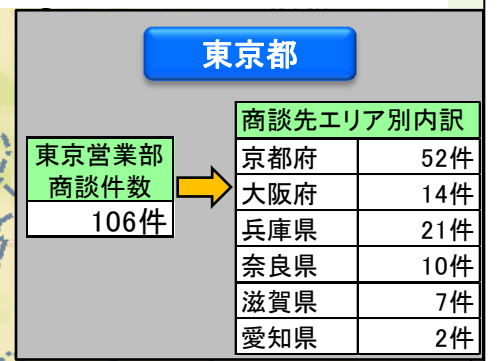 東京都
東京営業部
商談件数
106件
商談先エリア別内訳
京都府 52件
大阪府 14件
兵庫県 21件
奈良県 10件
滋賀県 7件
愛知県 2件